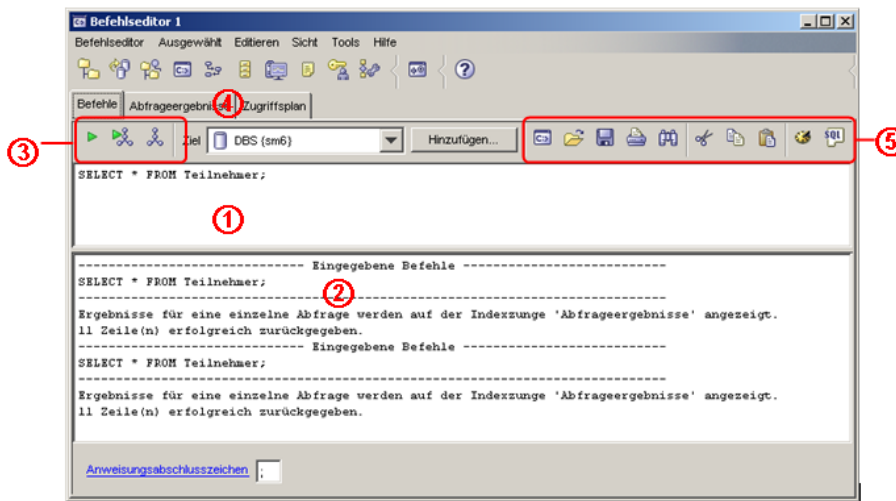 Befehlseditor 1
Befehlseditor Ausgewählt Editieren Sicht Tools Hilfe
Befehle Abfrageergebnisse Zugriffsplan
④
③
Ziel DBS (sm6) Hinzufügen... SQL
⑤
SELECT * FROM Teilnehmer;
①
------------------------------ Eingegebene Befehle ------------------------------
SELECT * FROM Teilnehmer;
②
------------------------------------------------------------------------------
Ergebnisse für eine einzelne Abfrage werden auf der Indexzunge 'Abfrageergebnisse' angezeigt.
11 Zeile(n) erfolgreich zurückgegeben.
------------------------------ Eingegebene Befehle ------------------------------
SELECT * FROM Teilnehmer;
------------------------------------------------------------------------------
Ergebnisse für eine einzelne Abfrage werden auf der Indexzunge 'Abfrageergebnisse' angezeigt.
11 Zeile(n) erfolgreich zurückgegeben.
Anweisungsabschlusszeichen ;